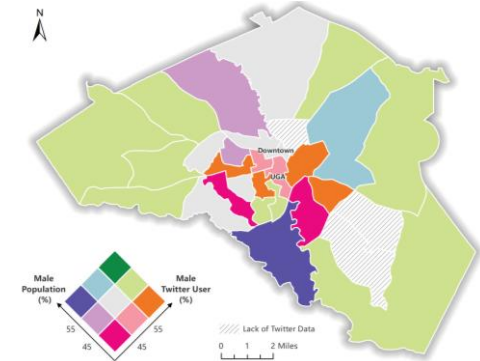 N
Downtown
UGA
Male
Population
(%)
Male
Twitter User
(%)
55
55
45
45
Lack of Twitter Data
0 1 2 Miles